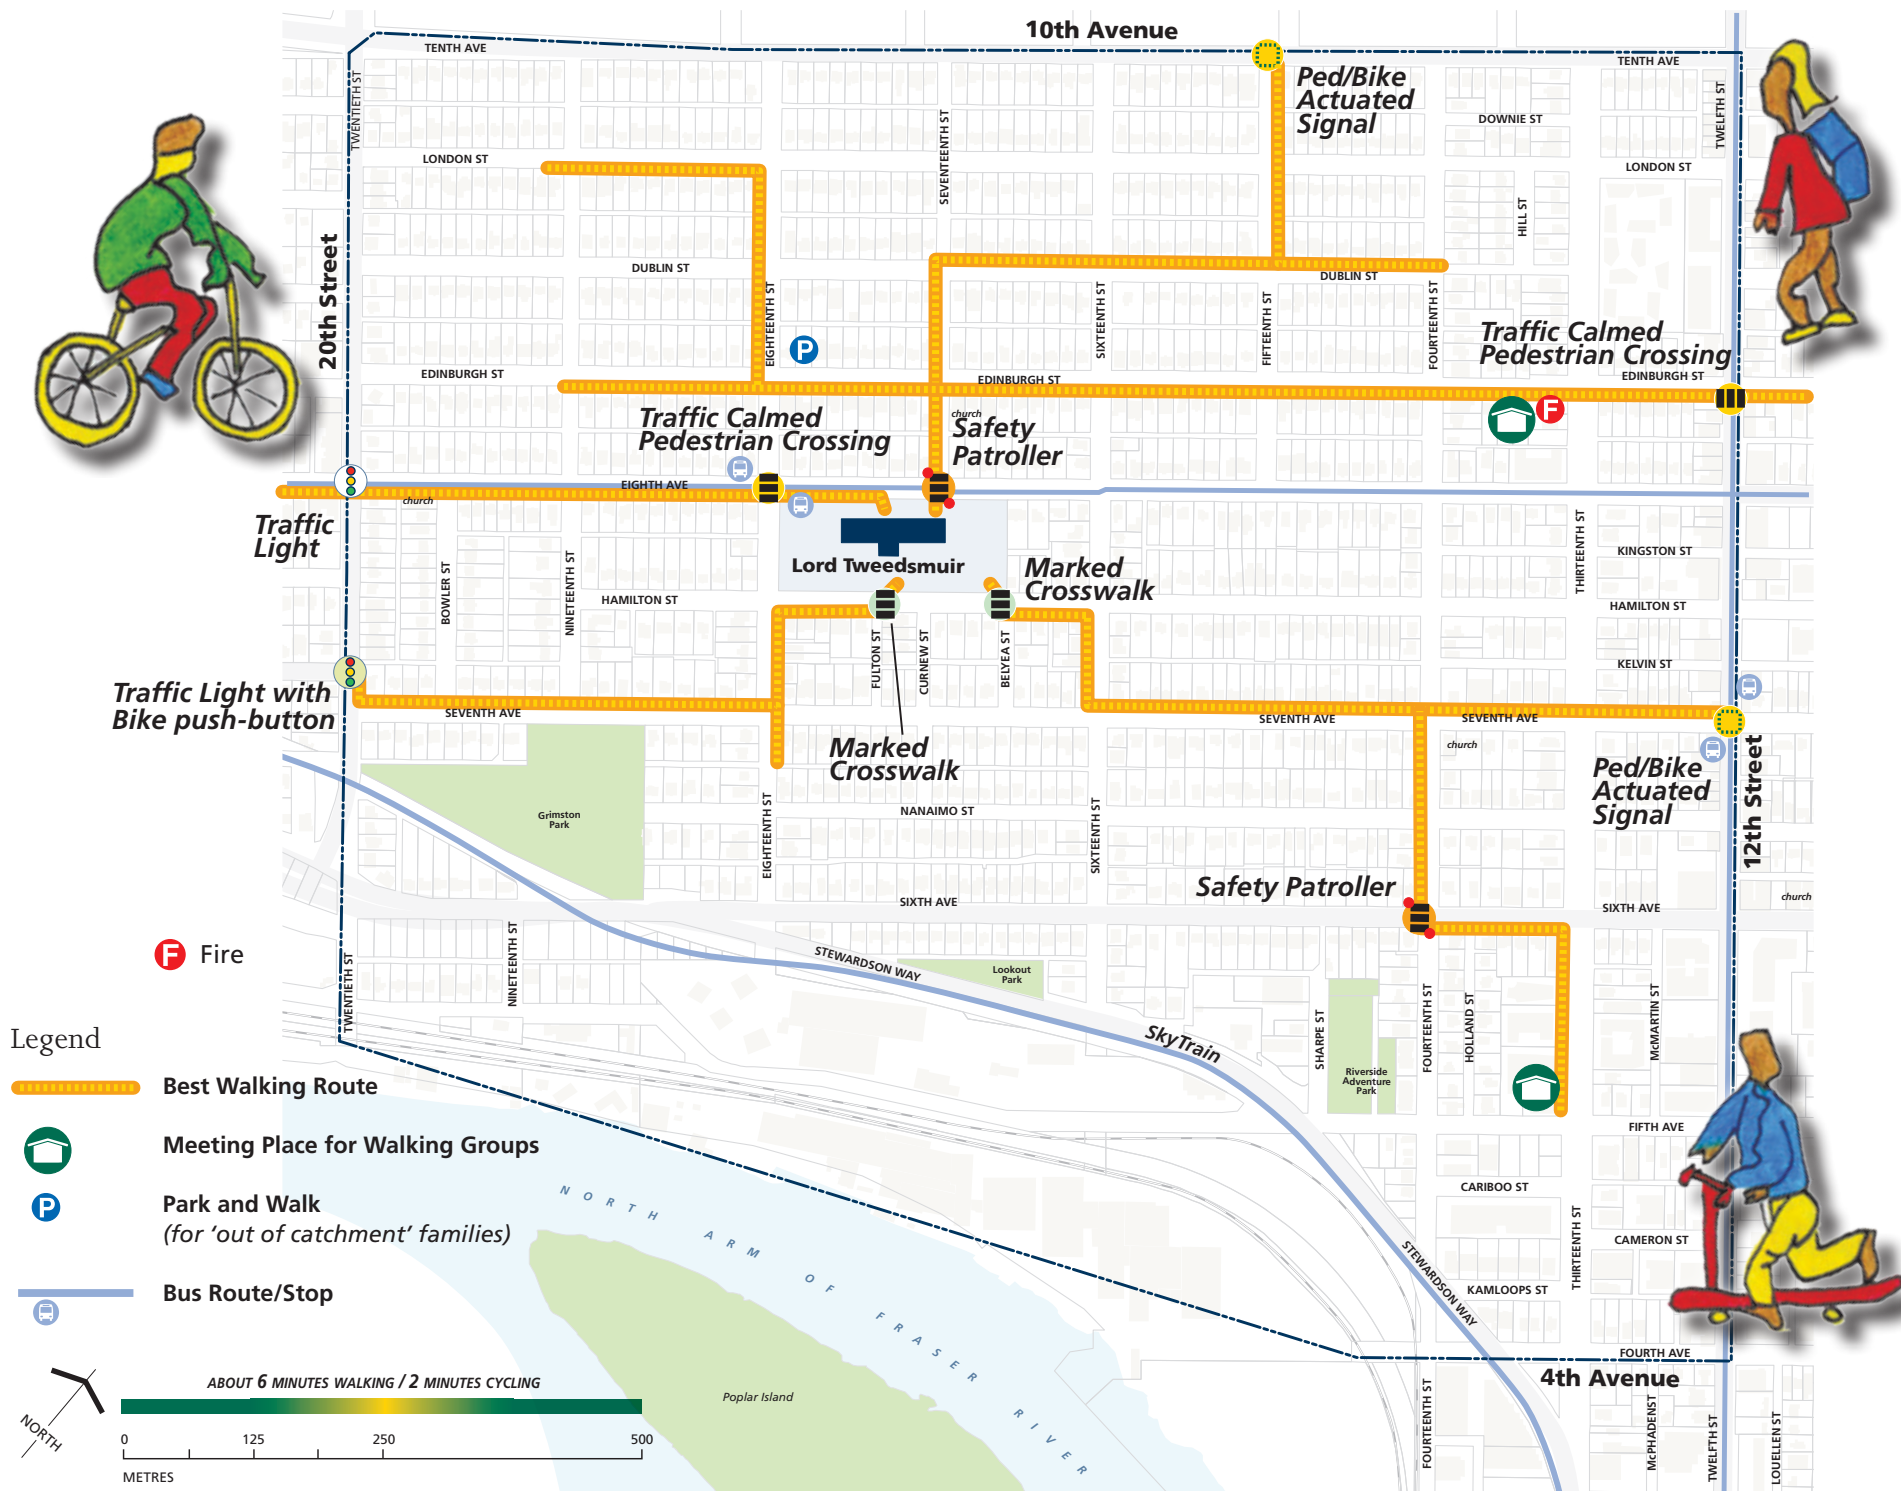 10th Avenue
TENTH AVE
TENTH AVE
Ped/Bike
Actuated
Signal
TWENTIETH ST
SEVENTEENTH ST
DOWNIE ST
TWELFTH ST
LONDON ST
LONDON ST
HILL ST
20th Street
DUBLIN ST
DUBLIN ST
EIGHTEENTH ST
SIXTEENTH ST
FIFTEENTH ST
FOURTEENTH ST
P
Traffic Calmed
Pedestrian Crossing
EDINBURGH ST
EDINBURGH ST
EDINBURGH ST
Traffic Calmed
Pedestrian Crossing
church
Safety
Patroller
F
EIGHTH AVE
church
Traffic
Light
Lord Tweedsmuir
Marked
Crosswalk
THIRTEENTH ST
KINGSTON ST
BOWLER ST
NINETEENTH ST
HAMILTON ST
HAMILTON ST
FULTON ST
CURNEW ST
BELYEA ST
KELVIN ST
Traffic Light with
Bike push-button
SEVENTH AVE
SEVENTH AVE
SEVENTH AVE
church
Marked
Crosswalk
Ped/Bike
Actuated
Signal
12th Street
Grimston
Park
NANAIMO ST
EIGHTEENTH ST
SIXTEENTH ST
Safety Patroller
SIXTH AVE
SIXTH AVE
church
F Fire
NINETEENTH ST
TWENTIETH ST
STEWARDSON WAY
Lookout
Park
SkyTrain
SHARPE ST
FOURTEENTH ST
HOLLAND ST
McMARTIN ST
Riverside
Adventure
Park
FIFTH AVE
CARIBOO ST
THIRTEENTH ST
CAMERON ST
STEWARDSON WAY
KAMLOOPS ST
FOURTH AVE
4th Avenue
FOURTEENTH ST
McPHADEN ST
TWELFTH ST
LOUELLEN ST
NORTH ARM OF FRASER RIVER
Poplar Island
Legend
Best Walking Route
Meeting Place for Walking Groups
P
Park and Walk
(for 'out of catchment' families)
Bus Route/Stop
NORTH
ABOUT 6 MINUTES WALKING / 2 MINUTES CYCLING
0 125 250 500
METRES